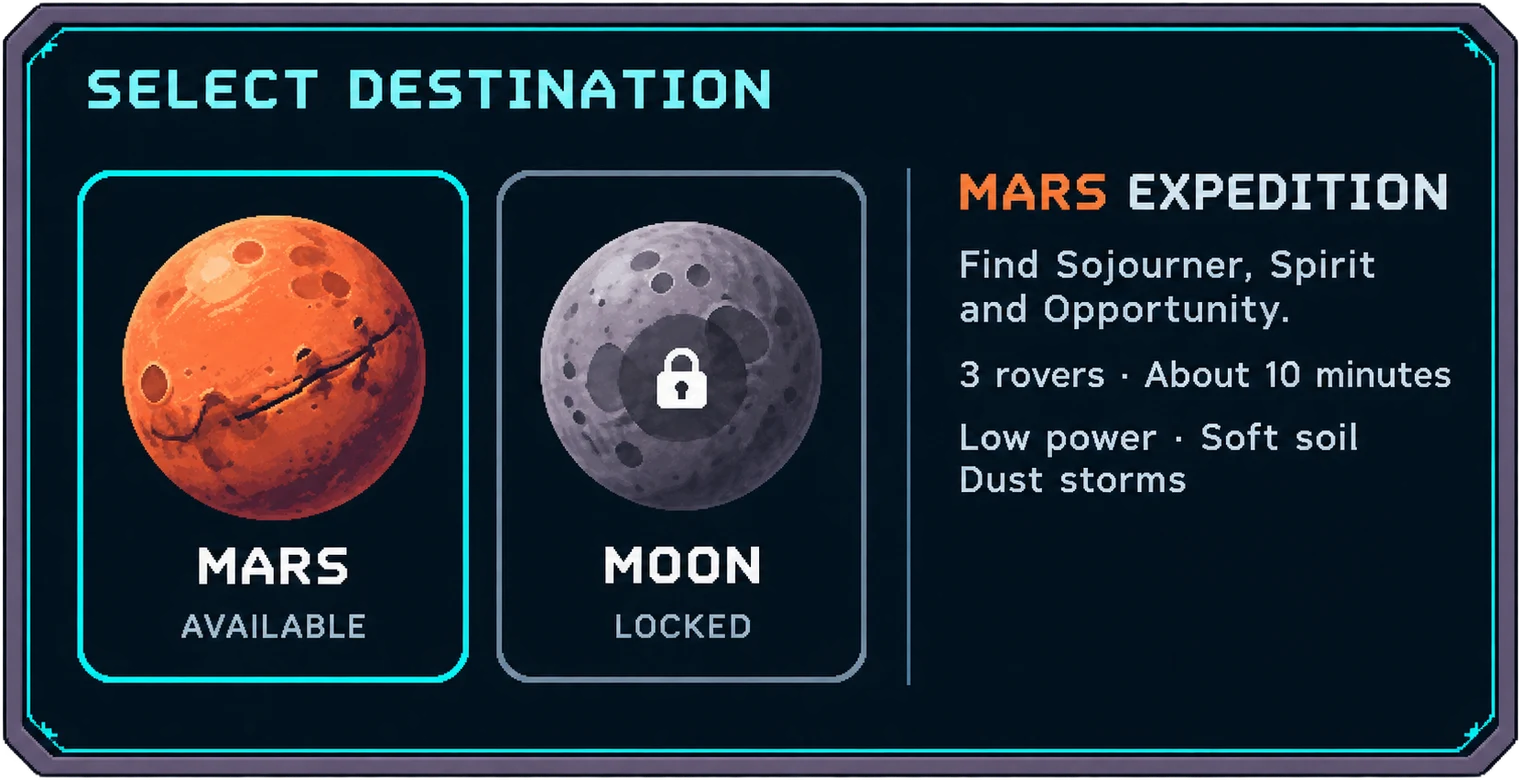 SELECT DESTINATION
MARS
AVAILABLE
MOON
LOCKED
MARS EXPEDITION
Find Sojourner, Spirit
and Opportunity.
3 rovers · About 10 minutes
Low power · Soft soil
Dust storms